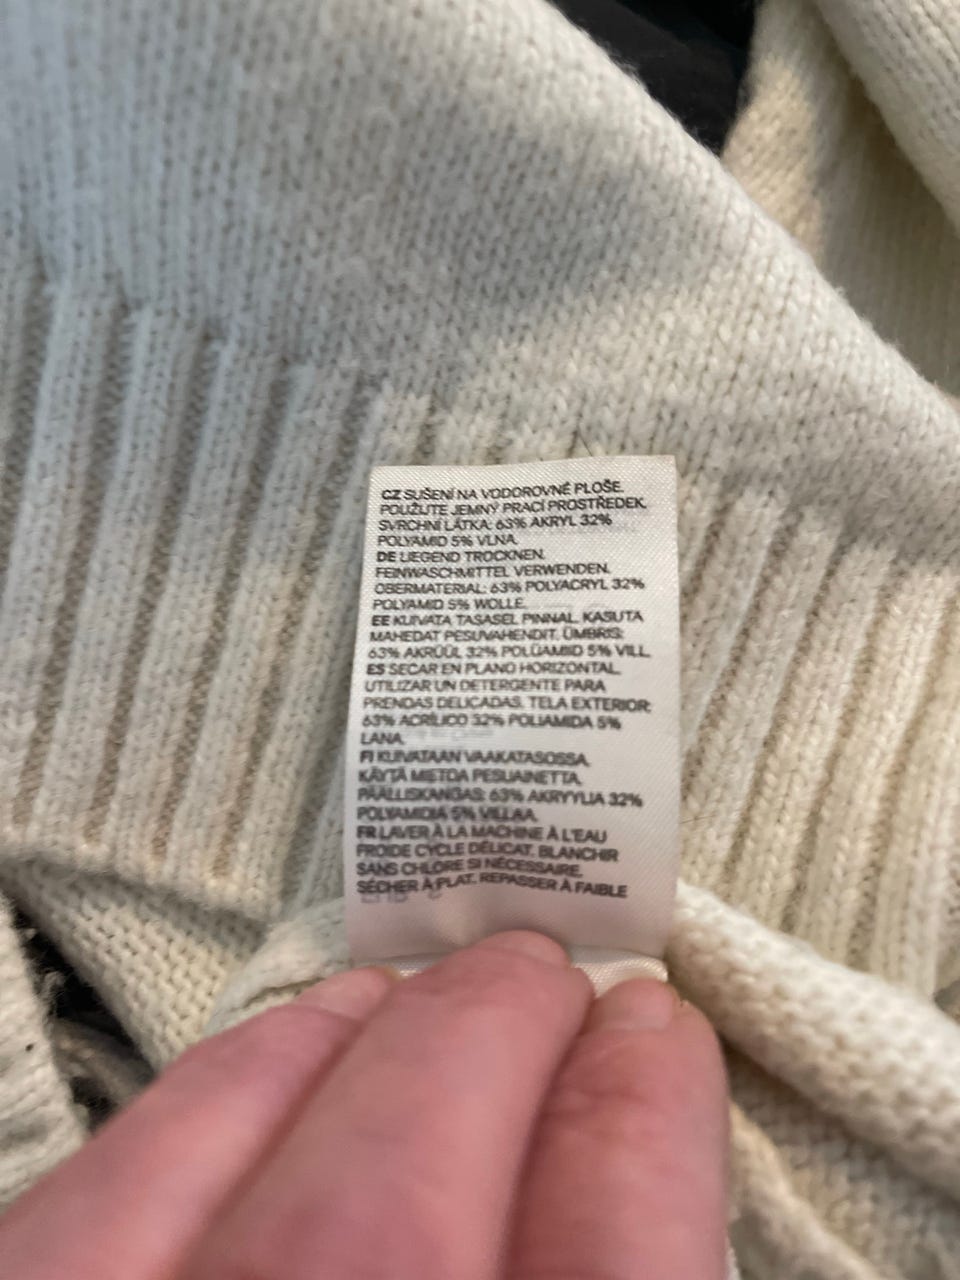 CZ SUŠENÍ NA VODOROVNÉ PLOŠE.
POUŽIJTE JEMNÝ PRACÍ PROSTŘEDEK.
SVRCHNÍ LÁTKA: 63% AKRYL 32%
POLYAMID 5% VLNA.
DE LIEGEND TROCKNEN.
FEINWASCHMITTEL VERWENDEN.
OBERMATERIAL: 63% POLYACRYL 32%
POLYAMID 5% WOLLE.
EE KUIVATA TASASEL PINNAL. KASUTA
MAHEDAT PESUVAHENDIT. ÜMBRIS:
63% AKRÜÜL 32% POLÜAMID 5% VILL.
ES SECAR EN PLANO HORIZONTAL.
UTILIZAR UN DETERGENTE PARA
PRENDAS DELICADAS. TELA EXTERIOR:
63% ACRÍLICO 32% POLIAMIDA 5%
LANA.
FI KUIVATAAN VAAKATASOSSA.
KÄYTÄ MIETOA PESUAINETTA.
PÄÄLLISKANGAS: 63% AKRYYLIA 32%
POLYAMIDIA 5% VILLAA.
FR LAVER À LA MACHINE À L'EAU
FROIDE CYCLE DÉLICAT. BLANCHIR
SANS CHLORE SI NÉCESSAIRE.
SÉCHER À PLAT. REPASSER À FAIBLE